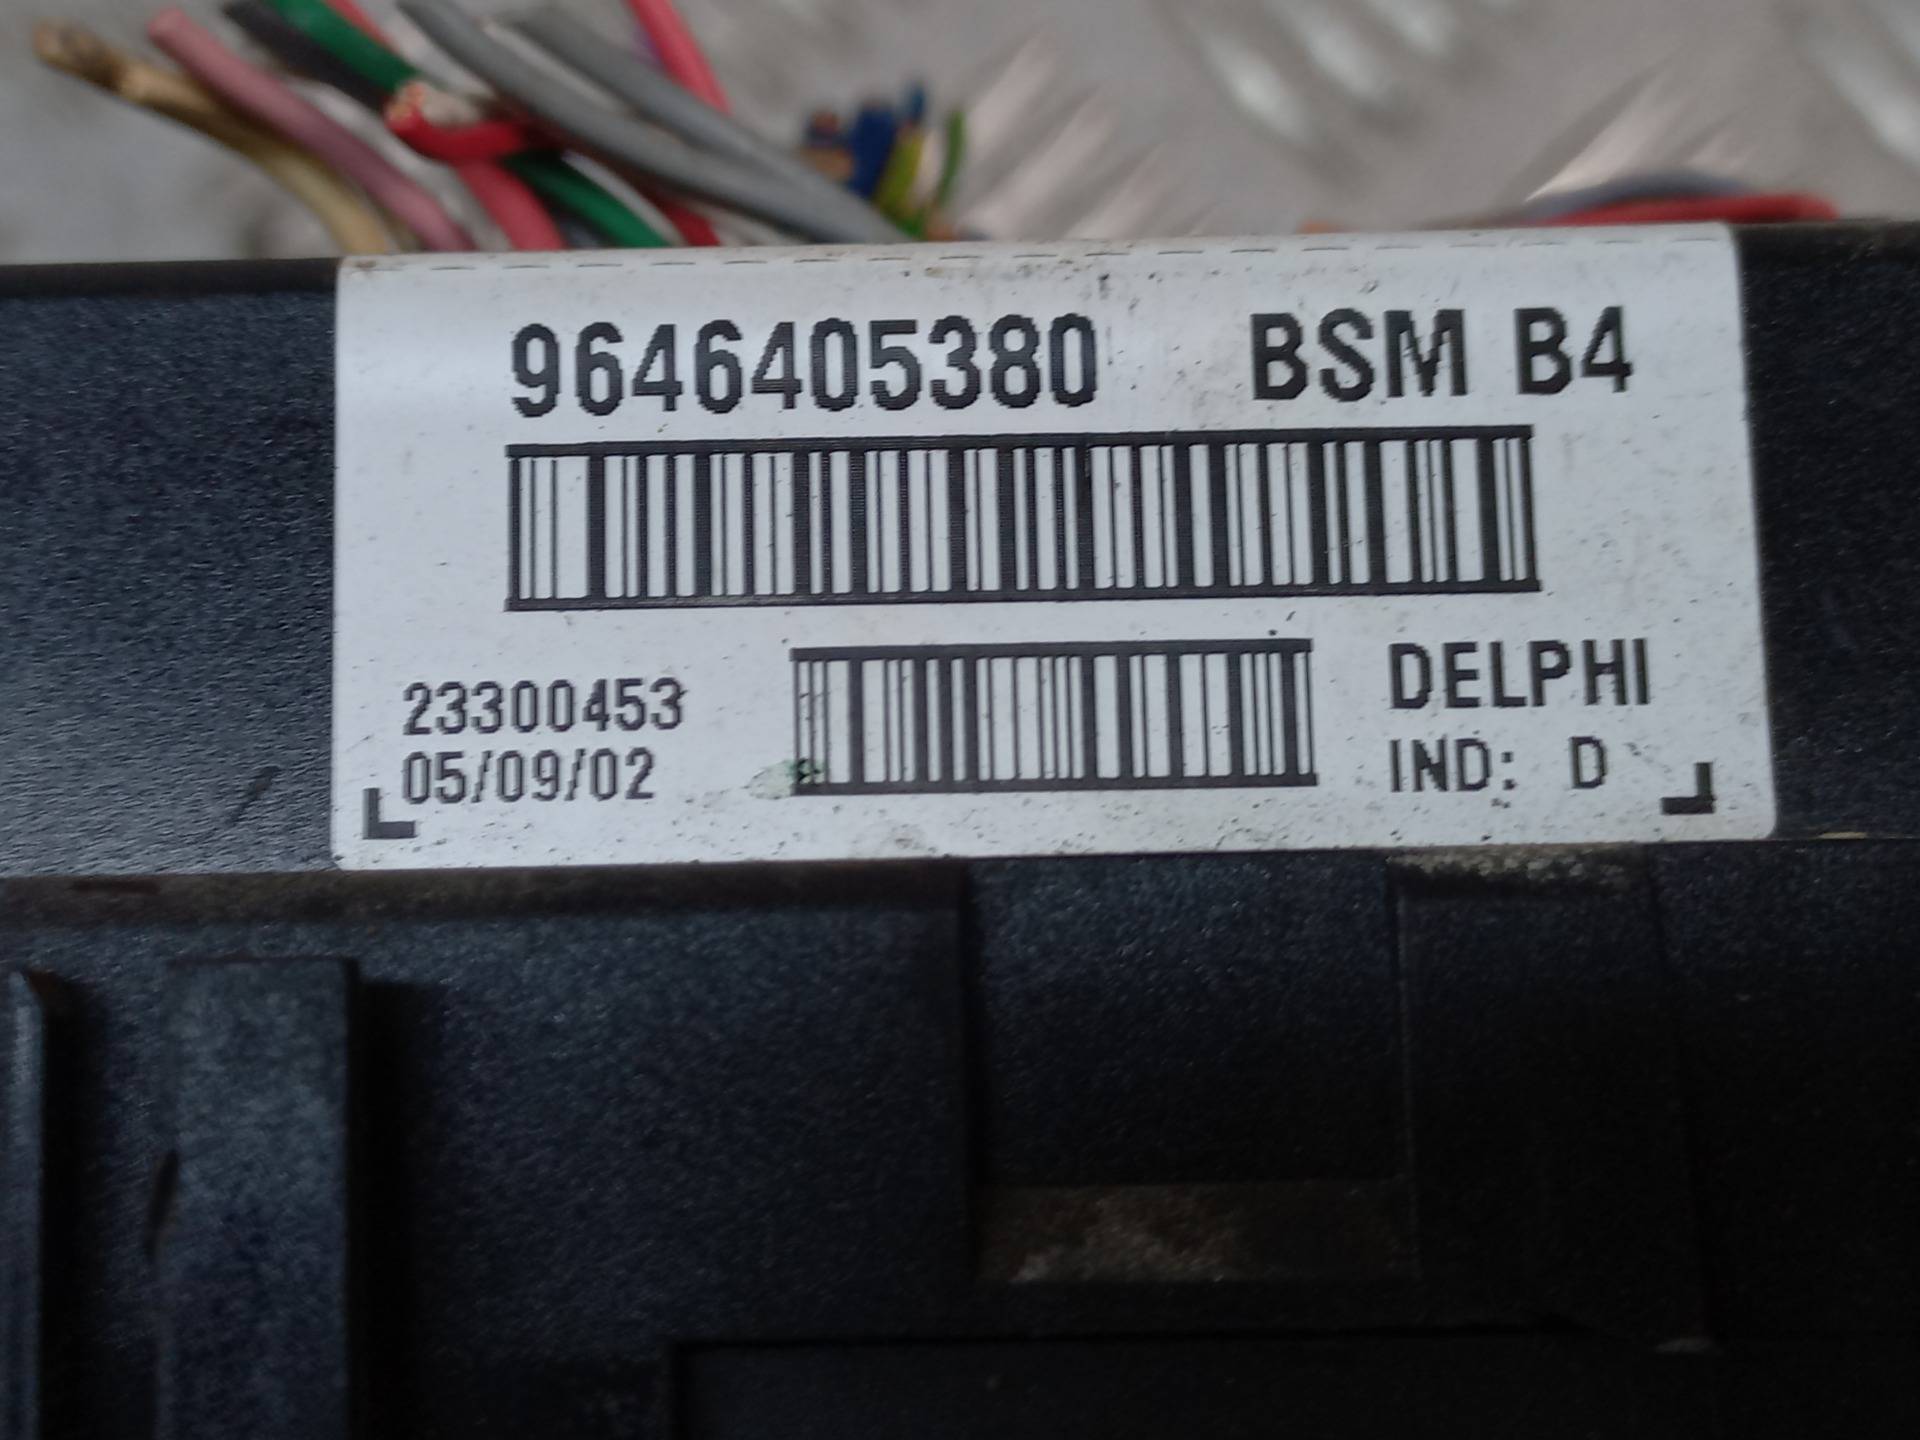 9646405380 BSM B4
23300453 DELPHI
05/09/02 IND: D